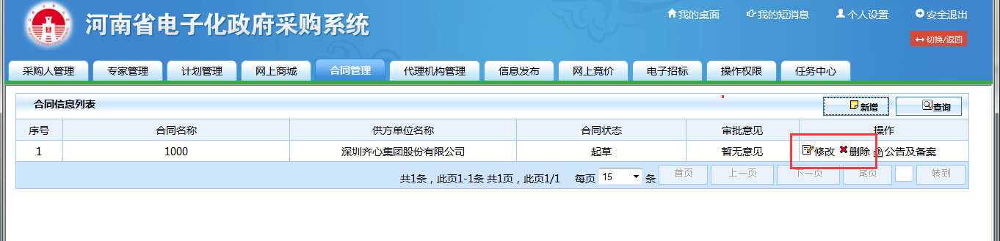 河南省电子化政府采购系统
我的桌面 我的短消息 个人设置 安全退出
切换/返回
采购人管理 专家管理 计划管理 网上商城 合同管理 代理机构管理 信息发布 网上竞价 电子招标 操作权限 任务中心
合同信息列表 新增 查询
序号 合同名称 供方单位名称 合同状态 审批意见 操作
1 1000 深圳齐心集团股份有限公司 起草 暂无意见 修改 删除 公告及备案
共1条，此页1-1条 共1页，此页1/1 每页 15 条 首页 上一页 下一页 尾页 转到